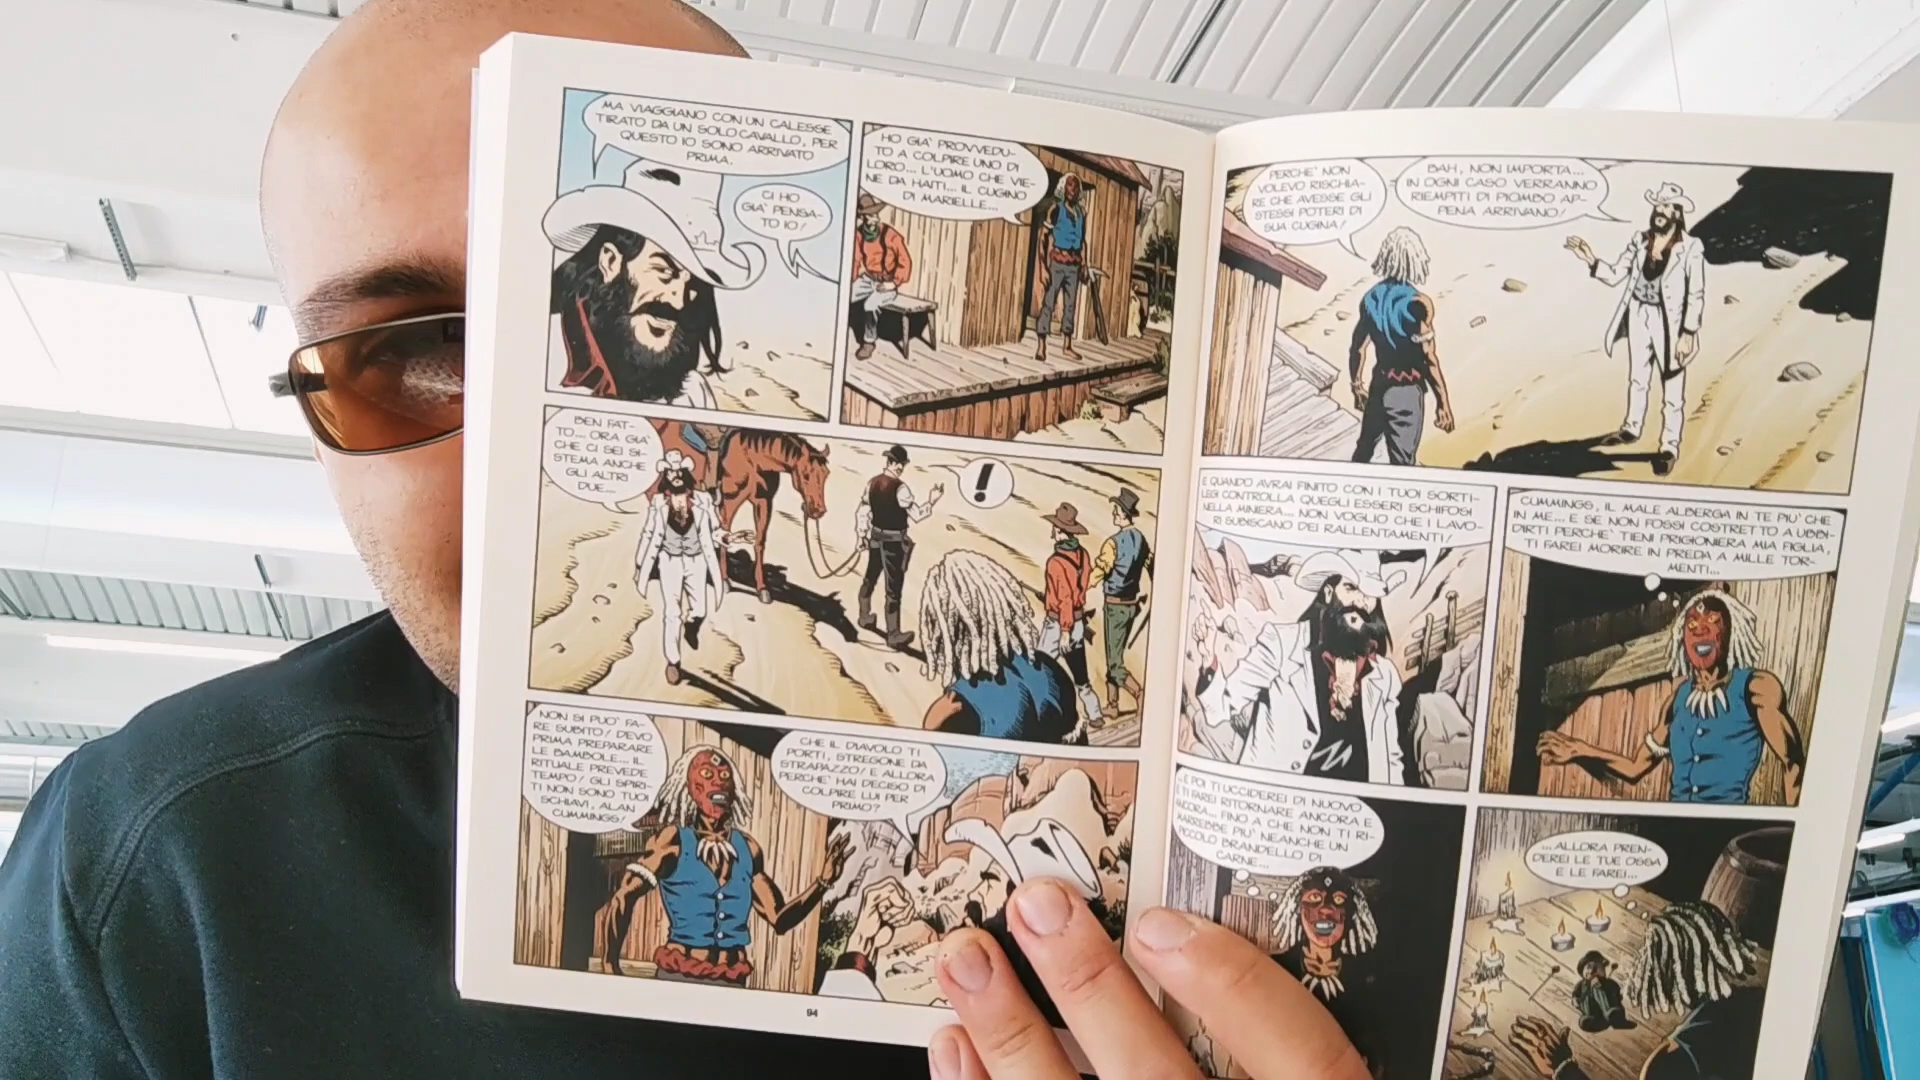 MA VIAGGIANO CON UN CALESSE
TIRATO DA UN SOLO CAVALLO, PER
QUESTO IO SONO ARRIVATO
PRIMA.
CI HO
GIA' PENSA-
TO IO!
HO GIA' PROVVEDU-
TO A COLPIRE UNO DI
LORO... L'UOMO CHE VIE-
NE DA HAITI... IL CUGINO
DI MARIELLE...
BEN FAT-
TO... ORA GIA'
CHE CI SEI SI-
STEMA ANCHE
GLI ALTRI
DUE...
!
NON SI PUO' FA-
RE SUBITO! DEVO
PRIMA PREPARARE
LE BAMBOLE... IL
RITUALE PREVEDE
TEMPO! GLI SPIRI-
TI NON SONO TUOI
SCHIAVI, ALAN
CUMMINGS!
CHE IL DIAVOLO TI
PORTI, STREGONE DA
STRAPAZZO! E ALLORA
PERCHE' HAI DECISO DI
COLPIRE LUI PER
PRIMO?
94
PERCHE' NON
VOLEVO RISCHIA-
RE CHE AVESSE GLI
STESSI POTERI DI
SUA CUGINA!
BAH, NON IMPORTA...
IN OGNI CASO VERRANNO
RIEMPITI DI PIOMBO AP-
PENA ARRIVANO!
E QUANDO AVRAI FINITO CON I TUOI SORTI-
LEGI CONTROLLA QUEGLI ESSERI SCHIFOSI
NELLA MINIERA... NON VOGLIO CHE I LAVO-
RI SUBISCANO DEI RALLENTAMENTI!
CUMMINGS, IL MALE ALBERGA IN TE PIU' CHE
IN ME... E SE NON FOSSI COSTRETTO A UBBI-
DIRTI PERCHE' TIENI PRIGIONIERA MIA FIGLIA,
TI FAREI MORIRE IN PREDA A MILLE TOR-
MENTI...
...E POI TI UCCIDEREI DI NUOVO
E TI FAREI RITORNARE ANCORA E
ANCORA... FINO A CHE NON TI RI-
MARREBBE PIU' NEANCHE UN
PICCOLO BRANDELLO DI
CARNE...
...ALLORA PREN-
DEREI LE TUE OSSA
E LE FAREI...